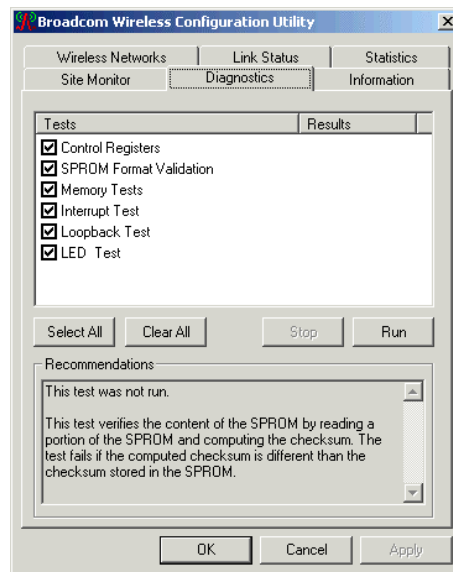 Broadcom Wireless Configuration Utility
Wireless Networks Link Status Statistics
Site Monitor Diagnostics Information
Tests Results
Control Registers
SPROM Format Validation
Memory Tests
Interrupt Test
Loopback Test
LED Test
Select All Clear All Stop Run
Recommendations
This test was not run.
This test verifies the content of the SPROM by reading a
portion of the SPROM and computing the checksum. The
test fails if the computed checksum is different than the
checksum stored in the SPROM.
OK Cancel Apply